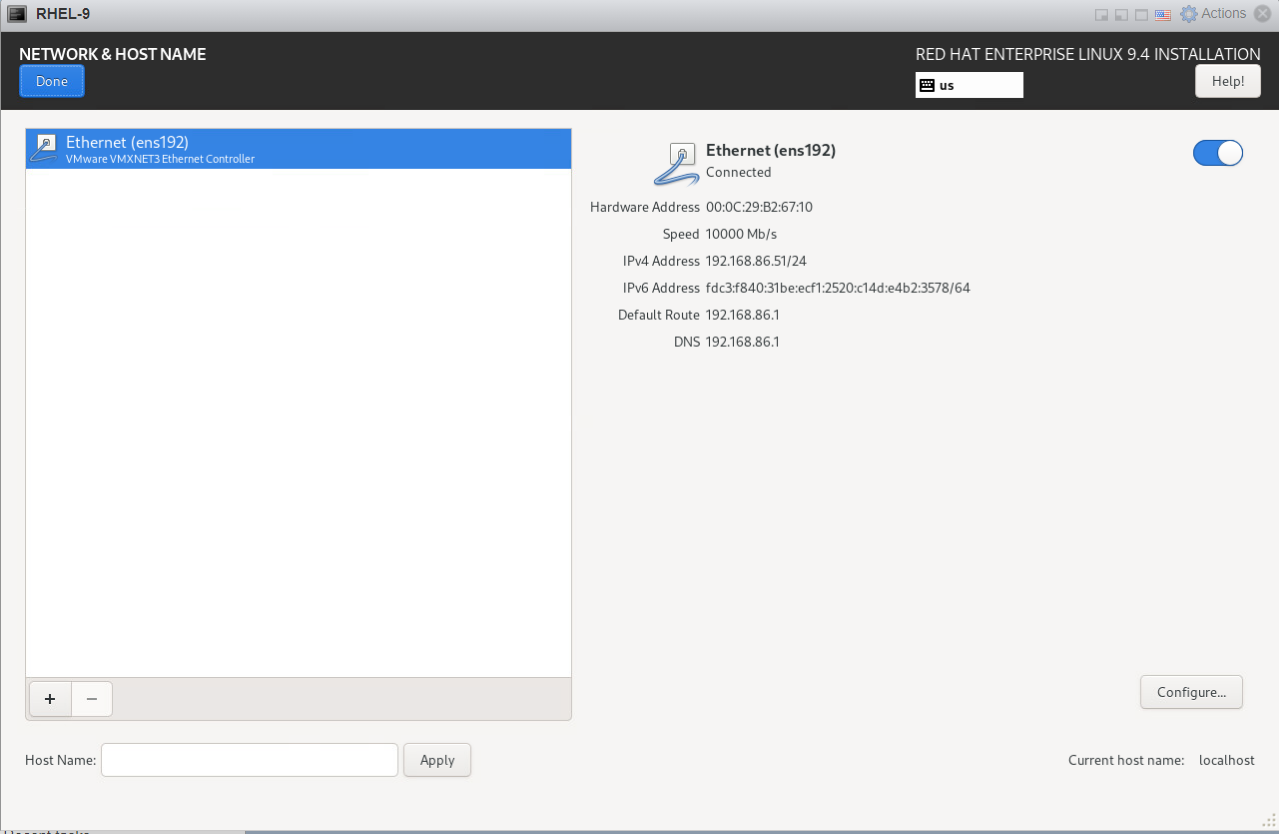 RHEL-9
Actions
NETWORK & HOST NAME
RED HAT ENTERPRISE LINUX 9.4 INSTALLATION
Done
us
Help!
Ethernet (ens192)
VMware VMXNET3 Ethernet Controller
Ethernet (ens192)
Connected
Hardware Address 00:0C:29:B2:67:10
Speed 10000 Mb/s
IPv4 Address 192.168.86.51/24
IPv6 Address fdc3:f840:31be:ecf1:2520:c14d:e4b2:3578/64
Default Route 192.168.86.1
DNS 192.168.86.1
+ −
Configure...
Host Name:
Apply
Current host name: localhost